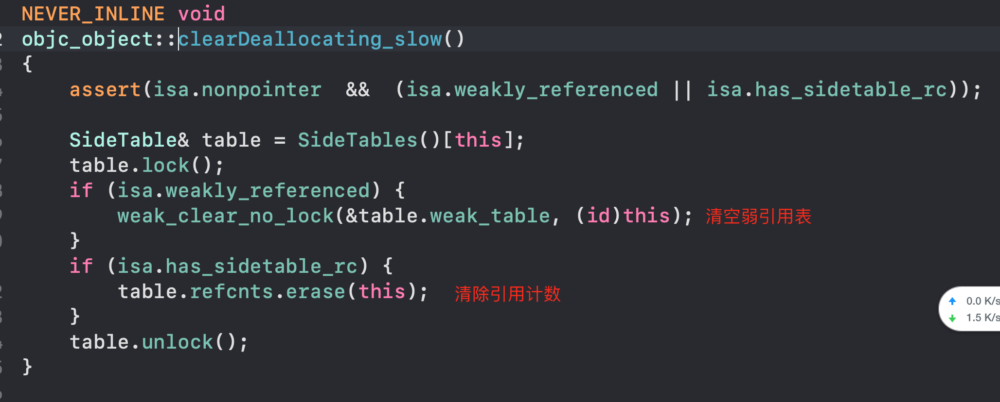 NEVER_INLINE void
objc_object::clearDeallocating_slow()
{
    assert(isa.nonpointer  &&  (isa.weakly_referenced || isa.has_sidetable_rc));
    SideTable& table = SideTables()[this];
    table.lock();
    if (isa.weakly_referenced) {
        weak_clear_no_lock(&table.weak_table, (id)this); 清空弱引用表
    }
    if (isa.has_sidetable_rc) {
        table.refcnts.erase(this); 清除引用计数
    }
    table.unlock();
}
0.0 K/s
1.5 K/s